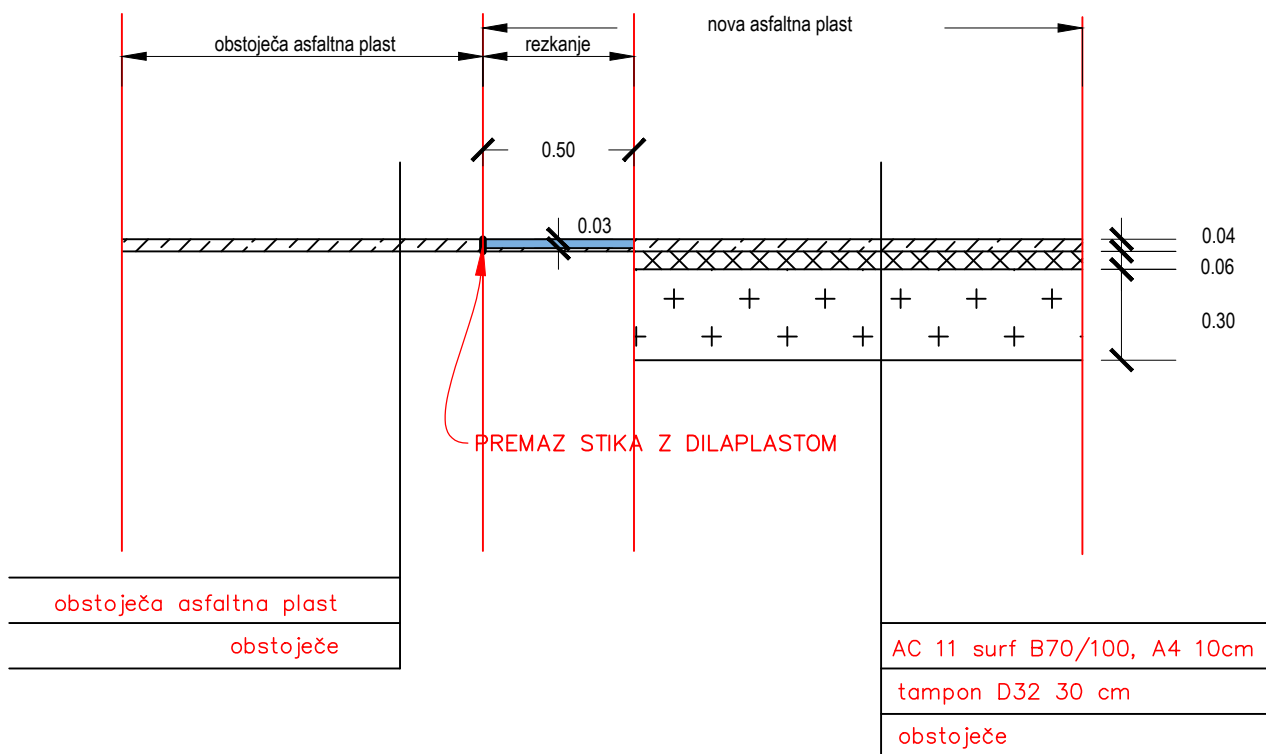 nova asfaltna plast
obstoječa asfaltna plast
rezkanje
0.50
0.03
0.04
0.06
0.30
PREMAZ STIKA Z DILAPLASTOM
obstoječa asfaltna plast
obstoječe
AC 11 surf B70/100, A4 10cm
tampon D32 30 cm
obstoječe